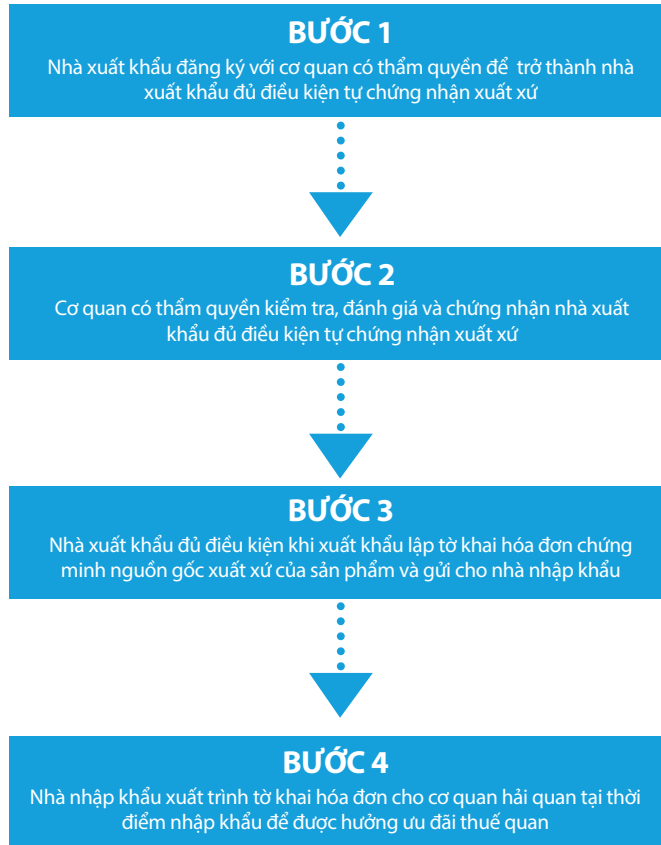 BƯỚC 1
Nhà xuất khẩu đăng ký với cơ quan có thẩm quyền để trở thành nhà
xuất khẩu đủ điều kiện tự chứng nhận xuất xứ
BƯỚC 2
Cơ quan có thẩm quyền kiểm tra, đánh giá và chứng nhận nhà xuất
khẩu đủ điều kiện tự chứng nhận xuất xứ
BƯỚC 3
Nhà xuất khẩu đủ điều kiện khi xuất khẩu lập tờ khai hóa đơn chứng
minh nguồn gốc xuất xứ của sản phẩm và gửi cho nhà nhập khẩu
BƯỚC 4
Nhà nhập khẩu xuất trình tờ khai hóa đơn cho cơ quan hải quan tại thời
điểm nhập khẩu để được hưởng ưu đãi thuế quan